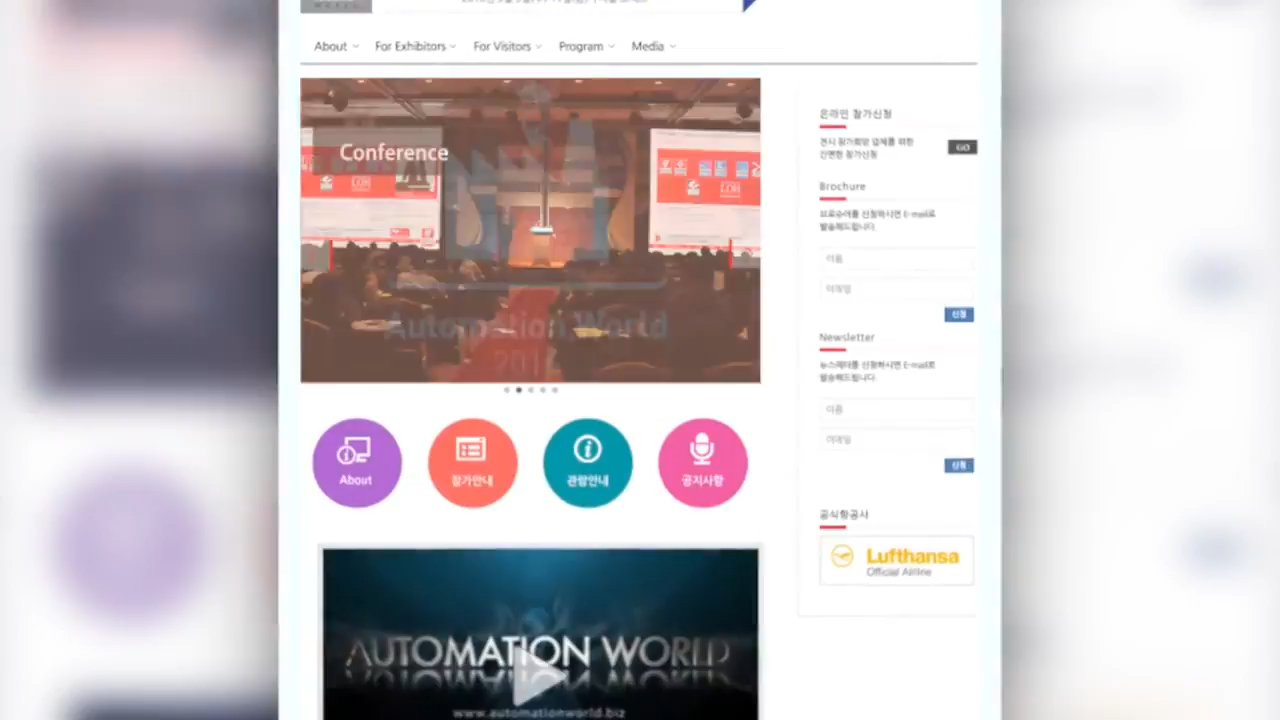 About
For Exhibitors
For Visitors
Program
Media
Conference
Automation World
온라인 참가신청
전시 참가희망 업체를 위한
간편한 참가신청
GO
Brochure
브로슈어를 신청하시면 E-mail로
발송해드립니다.
이름
이메일
신청
Newsletter
뉴스레터를 신청하시면 E-mail로
발송해드립니다.
이름
이메일
신청
About
참가안내
관람안내
공지사항
공식항공사
Lufthansa
Official Airline
AUTOMATION WORLD
www.automationworld.biz